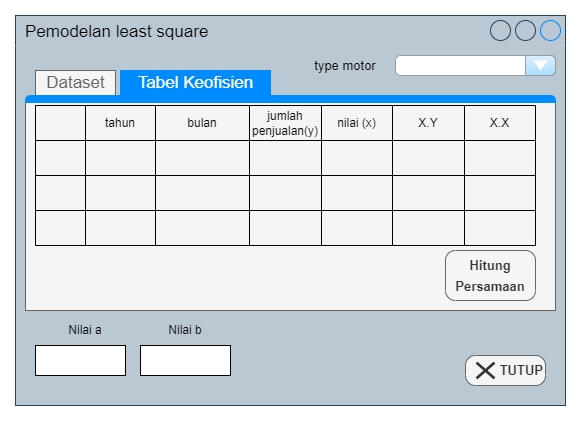 Pemodelan least square
type motor
Dataset
Tabel Keofisien
tahun
bulan
jumlah
penjualan(y)
nilai (x)
X.Y
X.X
Hitung
Persamaan
Nilai a
Nilai b
TUTUP